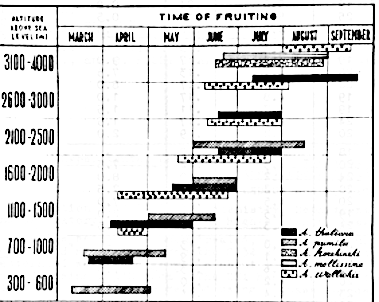 ALTITUDE
ABOVE SEA
LEVEL (M)
TIME OF FRUITING
MARCH APRIL MAY JUNE JULY AUGUST SEPTEMBER
3100-4000
2600-3000
2100-2500
1600-2000
1100-1500
700-1000
300-600
A. thaliana
A. pumila
A. mollissima
A. wallichii